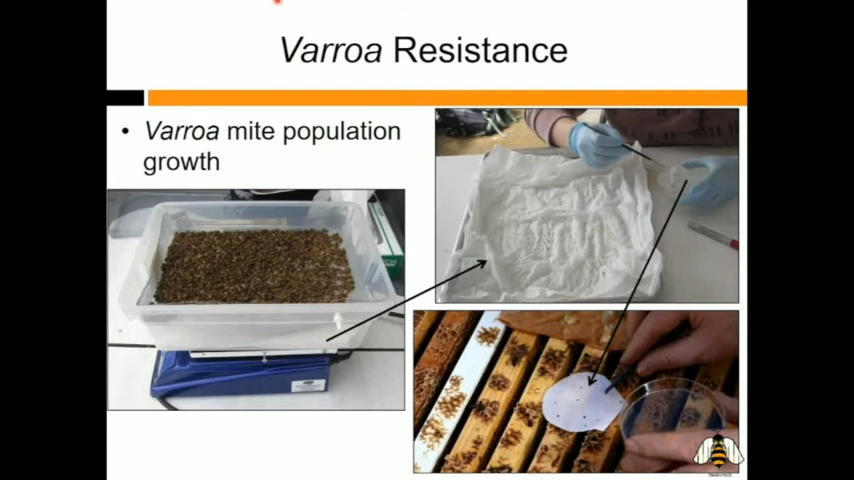 Varroa Resistance
• Varroa mite population
growth